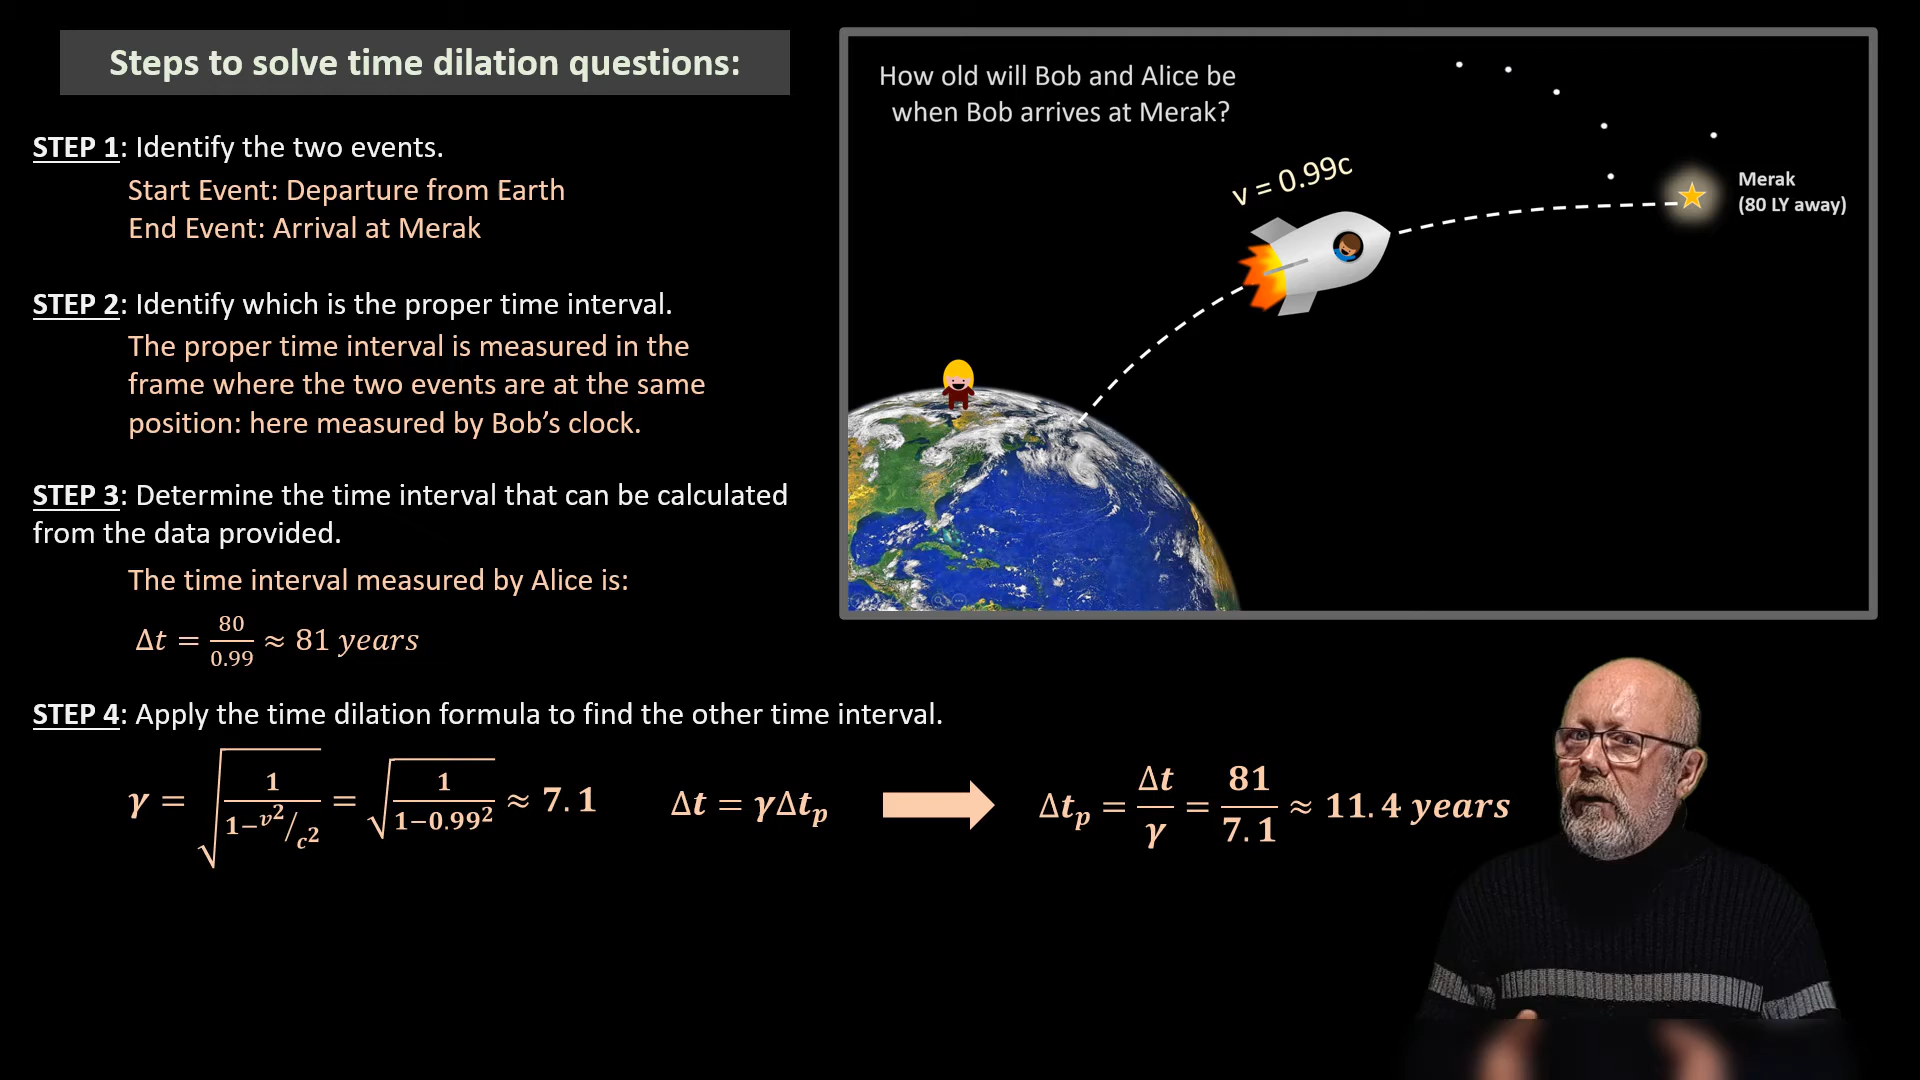 Steps to solve time dilation questions:
STEP 1: Identify the two events.
Start Event: Departure from Earth
End Event: Arrival at Merak
STEP 2: Identify which is the proper time interval.
The proper time interval is measured in the
frame where the two events are at the same
position: here measured by Bob’s clock.
STEP 3: Determine the time interval that can be calculated
from the data provided.
The time interval measured by Alice is:
Δt = 80/0.99 ≈ 81 years
STEP 4: Apply the time dilation formula to find the other time interval.
γ = √(1/(1−v²/c²)) = √(1/(1−0.99²)) ≈ 7.1 Δt = γΔtₚ Δtₚ = Δt/γ = 81/7.1 ≈ 11.4 years
How old will Bob and Alice be
when Bob arrives at Merak?
v = 0.99c
Merak
(80 LY away)